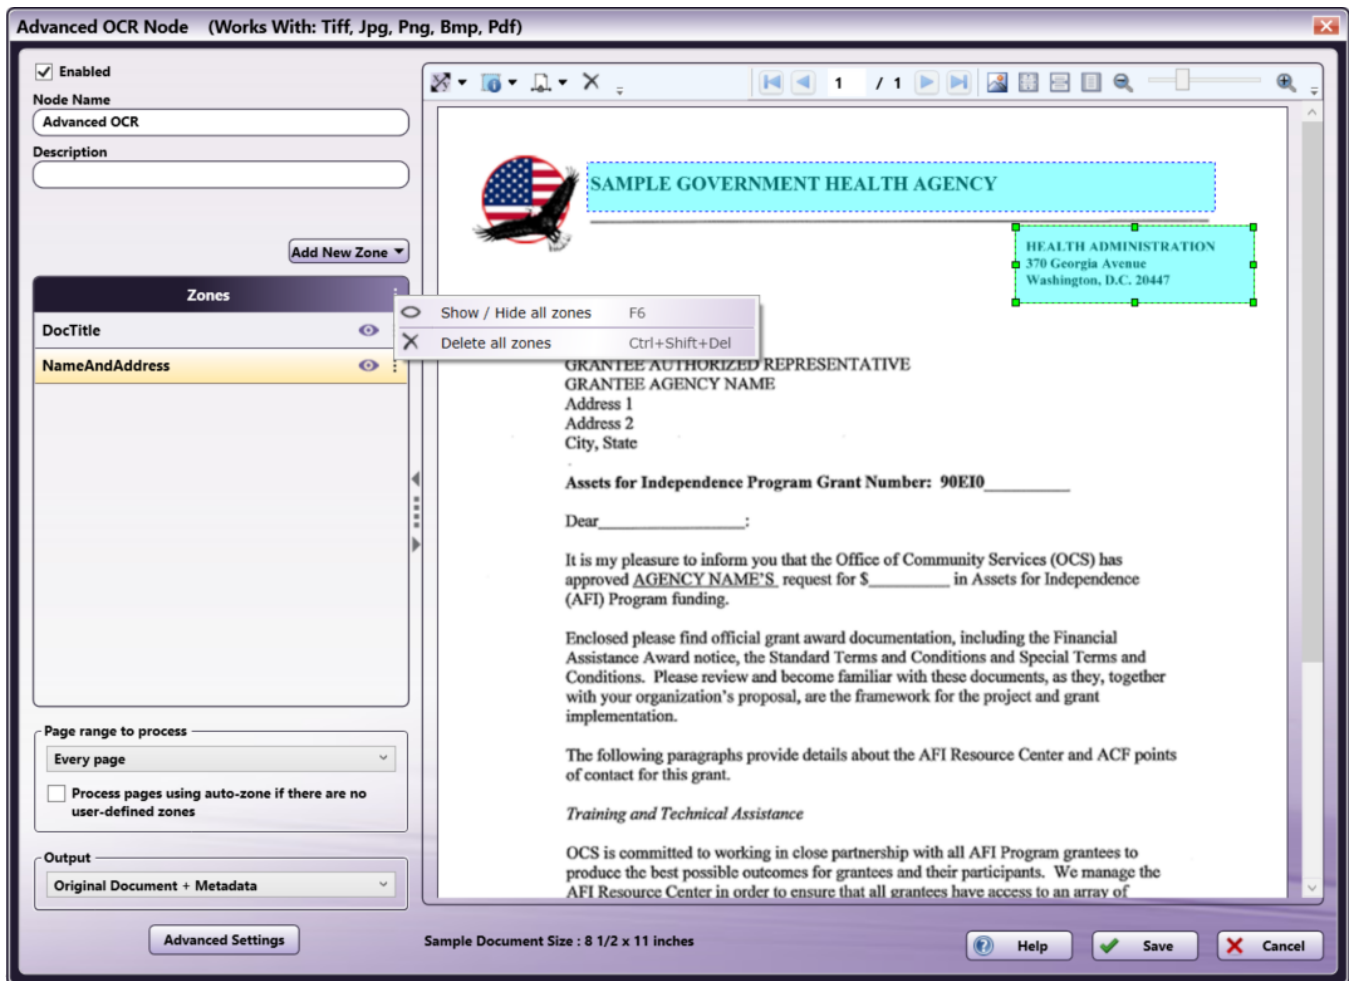 Advanced OCR Node (Works With: Tiff, Jpg, Png, Bmp, Pdf)
Enabled
Node Name
Advanced OCR
Description
Add New Zone
Zones
DocTitle
NameAndAddress
Show / Hide all zones F6
Delete all zones Ctrl+Shift+Del
Page range to process
Every page
Process pages using auto-zone if there are no
user-defined zones
Output
Original Document + Metadata
Advanced Settings
1 / 1
SAMPLE GOVERNMENT HEALTH AGENCY
HEALTH ADMINISTRATION
370 Georgia Avenue
Washington, D.C. 20447
GRANTEE AUTHORIZED REPRESENTATIVE
GRANTEE AGENCY NAME
Address 1
Address 2
City, State
Assets for Independence Program Grant Number: 90EI0__________
Dear__________________:
It is my pleasure to inform you that the Office of Community Services (OCS) has
approved AGENCY NAME'S request for $__________ in Assets for Independence
(AFI) Program funding.
Enclosed please find official grant award documentation, including the Financial
Assistance Award notice, the Standard Terms and Conditions and Special Terms and
Conditions. Please review and become familiar with these documents, as they, together
with your organization's proposal, are the framework for the project and grant
implementation.
The following paragraphs provide details about the AFI Resource Center and ACF points
of contact for this grant.
Training and Technical Assistance
OCS is committed to working in close partnership with all AFI Program grantees to
produce the best possible outcomes for grantees and their participants. We manage the
AFI Resource Center in order to ensure that all grantees have access to an array of
Sample Document Size : 8 1/2 x 11 inches
Help
Save
Cancel